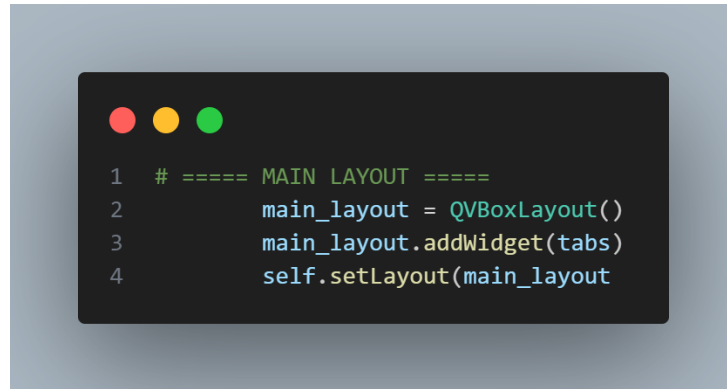 1 # ===== MAIN LAYOUT =====
2         main_layout = QVBoxLayout()
3         main_layout.addWidget(tabs)
4         self.setLayout(main_layout